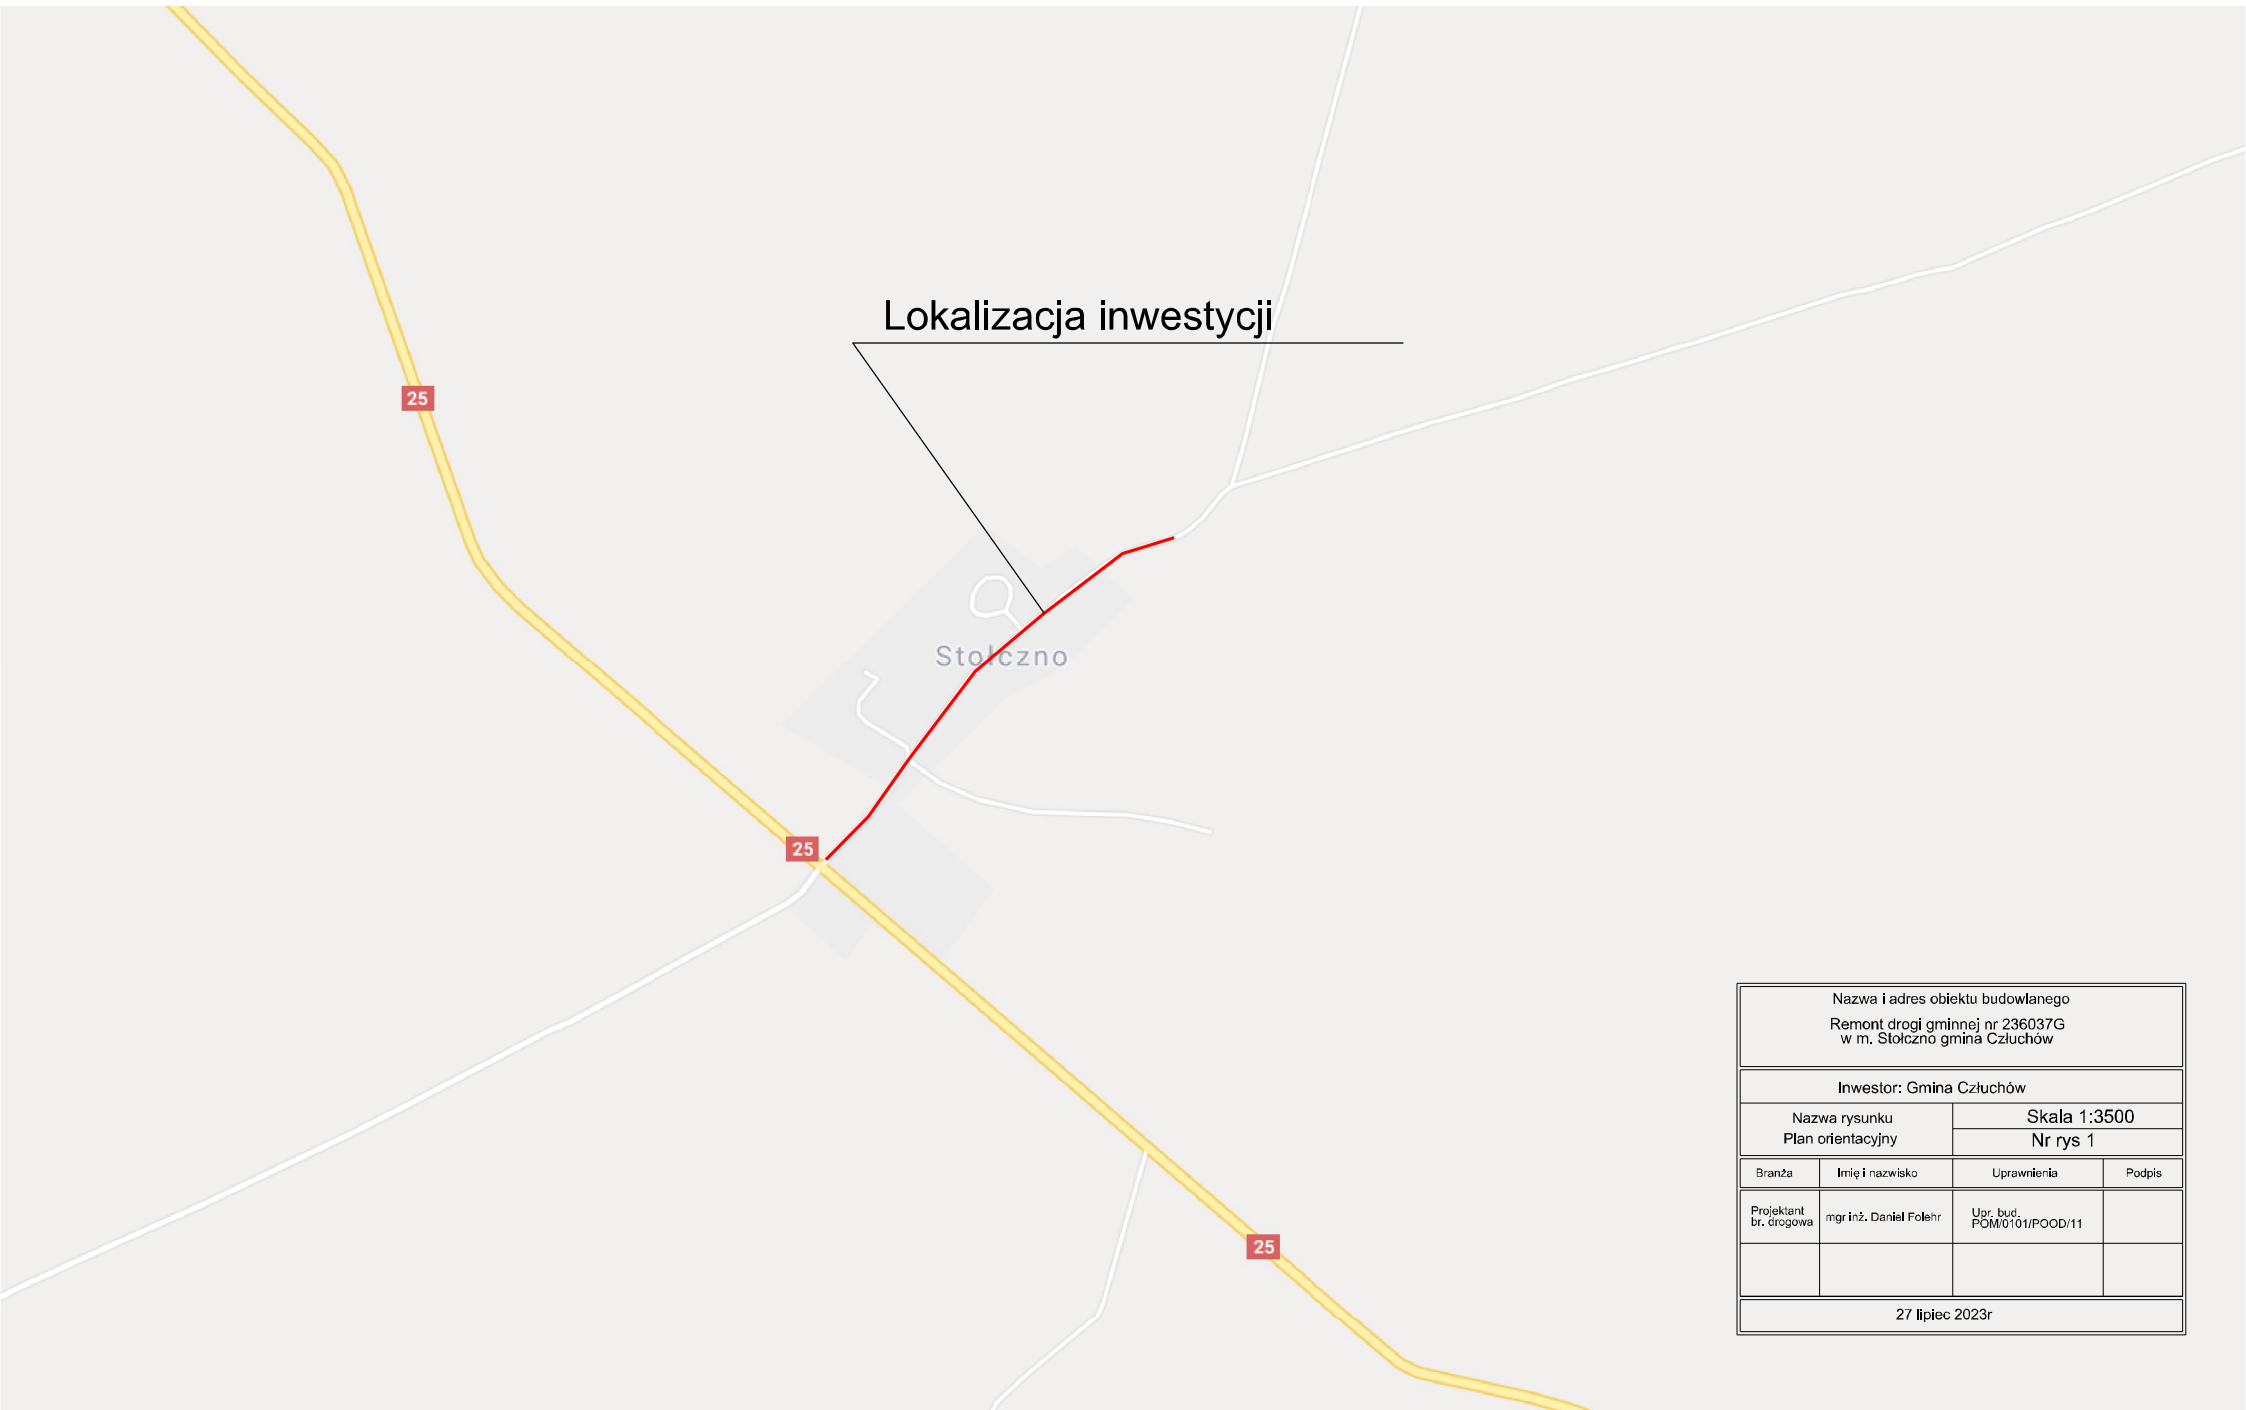 Lokalizacja inwestycji
25
Stołczno
25
25
Nazwa i adres obiektu budowlanego
Remont drogi gminnej nr 236037G
w m. Stołczno gmina Człuchów
Inwestor: Gmina Człuchów
Nazwa rysunku
Plan orientacyjny
Skala 1:3500
Nr rys 1
Branża Imię i nazwisko Uprawnienia Podpis
Projektant
br. drogowa
mgr inż. Daniel Folehr
Upr. bud.
POM/0101/POOD/11
27 lipiec 2023r